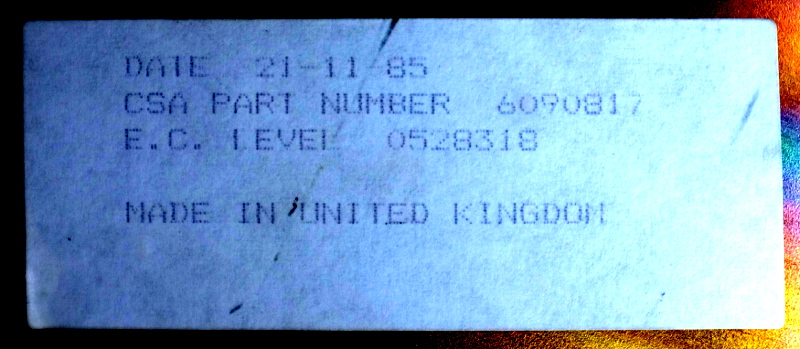 DATE 21-11-85
CSA PART NUMBER 6090817
E.C. LEVEL 0528318
MADE IN UNITED KINGDOM